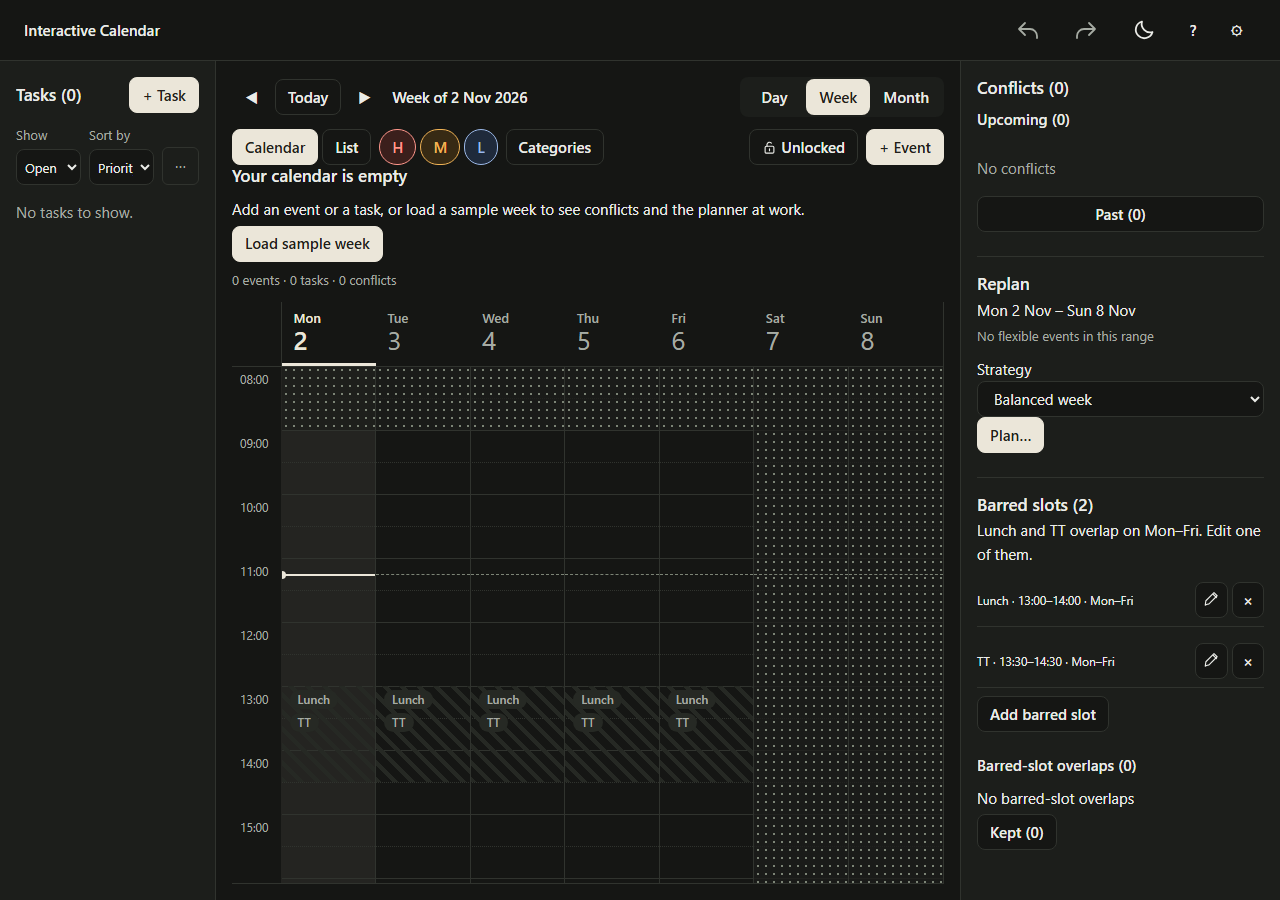 Interactive Calendar
?
Tasks (0)
+ Task
Show
Sort by
Open
Priorit
...
No tasks to show.
Today
Week of 2 Nov 2026
Day
Week
Month
Calendar
List
H
M
L
Categories
Unlocked
+ Event
Your calendar is empty
Add an event or a task, or load a sample week to see conflicts and the planner at work.
Load sample week
0 events · 0 tasks · 0 conflicts
Mon
2
Tue
3
Wed
4
Thu
5
Fri
6
Sat
7
Sun
8
08:00
09:00
10:00
11:00
12:00
13:00
Lunch
Lunch
Lunch
Lunch
Lunch
TT
TT
TT
TT
TT
14:00
15:00
Conflicts (0)
Upcoming (0)
No conflicts
Past (0)
Replan
Mon 2 Nov – Sun 8 Nov
No flexible events in this range
Strategy
Balanced week
Plan...
Barred slots (2)
Lunch and TT overlap on Mon–Fri. Edit one
of them.
Lunch · 13:00–14:00 · Mon–Fri
×
TT · 13:30–14:30 · Mon–Fri
×
Add barred slot
Barred-slot overlaps (0)
No barred-slot overlaps
Kept (0)